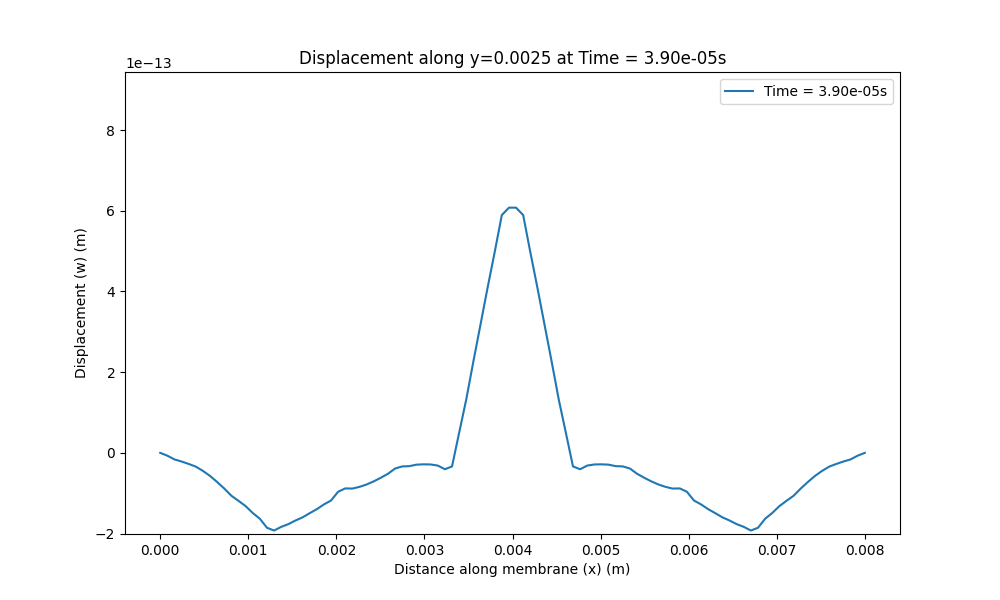 Displacement along y=0.0025 at Time = 3.90e-05s
1e−13
Time = 3.90e-05s
8
6
4
2
0
−2
Displacement (w) (m)
0.000 0.001 0.002 0.003 0.004 0.005 0.006 0.007 0.008
Distance along membrane (x) (m)